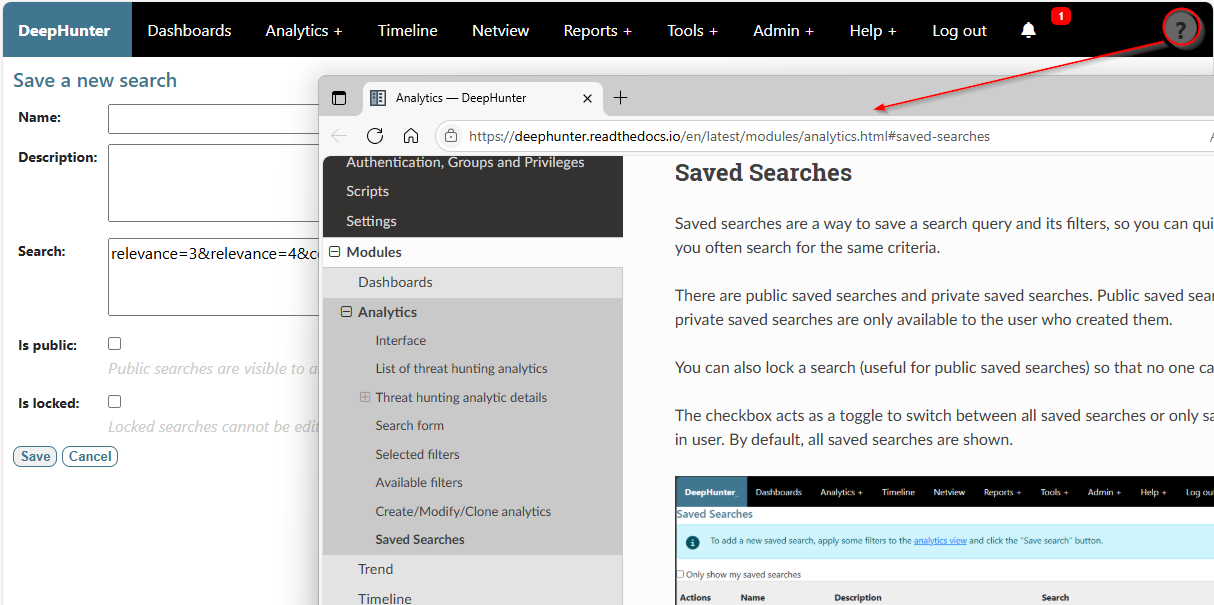 DeepHunter Dashboards Analytics + Timeline Netview Reports + Tools + Admin + Help + Log out 1 ?
Save a new search
Name:
Description:
Search:
relevance=3&relevance=4&c
Is public:
Public searches are visible to
Is locked:
Locked searches cannot be edit
Save Cancel
Analytics — DeepHunter
https://deephunter.readthedocs.io/en/latest/modules/analytics.html#saved-searches
Authentication, Groups and Privileges
Scripts
Settings
Modules
Dashboards
Analytics
Interface
List of threat hunting analytics
Threat hunting analytic details
Search form
Selected filters
Available filters
Create/Modify/Clone analytics
Saved Searches
Trend
Timeline
Saved Searches
Saved searches are a way to save a search query and its filters, so you can qui
you often search for the same criteria.
There are public saved searches and private saved searches. Public saved sear
private saved searches are only available to the user who created them.
You can also lock a search (useful for public saved searches) so that no one ca
The checkbox acts as a toggle to switch between all saved searches or only sa
in user. By default, all saved searches are shown.
DeepHunter_ Dashboards Analytics + Timeline Netview Reports + Tools + Admin + Help + Log ou
Saved Searches
To add a new saved search, apply some filters to the analytics view and click the "Save search" button.
Only show my saved searches
Actions Name Description Search